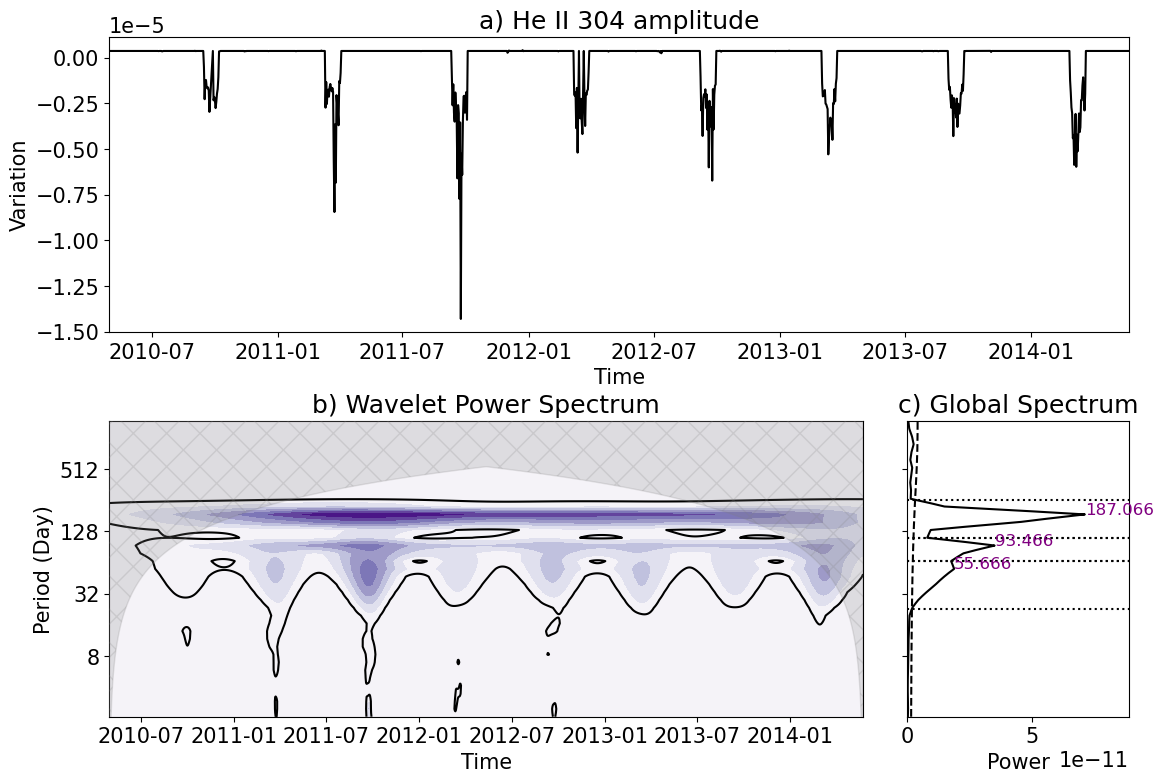 a) He II 304 amplitude
1e−5
0.00
−0.25
−0.50
−0.75
−1.00
−1.25
−1.50
Variation
2010-07 2011-01 2011-07 2012-01 2012-07 2013-01 2013-07 2014-01
Time
b) Wavelet Power Spectrum
512
128
32
8
Period (Day)
2010-07 2011-01 2011-07 2012-01 2012-07 2013-01 2013-07 2014-01
Time
c) Global Spectrum
187.066
93.466
55.666
0 5
Power 1e−11